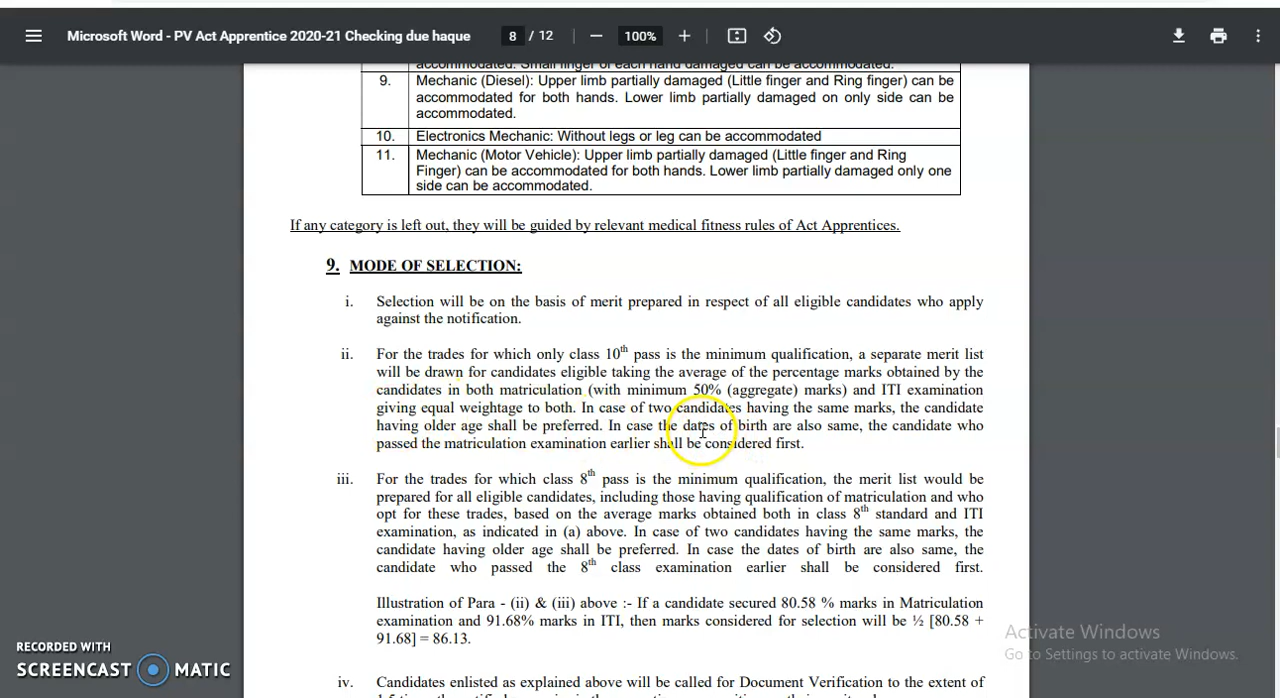 Microsoft Word - PV Act Apprentice 2020-21 Checking due haque 8 / 12 100%
9. Mechanic (Diesel): Upper limb partially damaged (Little finger and Ring finger) can be
accommodated for both hands. Lower limb partially damaged on only side can be
accommodated.
10. Electronics Mechanic: Without legs or leg can be accommodated
11. Mechanic (Motor Vehicle): Upper limb partially damaged (Little finger and Ring
Finger) can be accommodated for both hands. Lower limb partially damaged only one
side can be accommodated.
If any category is left out, they will be guided by relevant medical fitness rules of Act Apprentices.
9. MODE OF SELECTION:
i. Selection will be on the basis of merit prepared in respect of all eligible candidates who apply
against the notification.
ii. For the trades for which only class 10th pass is the minimum qualification, a separate merit list
will be drawn for candidates eligible taking the average of the percentage marks obtained by the
candidates in both matriculation (with minimum 50% (aggregate) marks) and ITI examination
giving equal weightage to both. In case of two candidates having the same marks, the candidate
having older age shall be preferred. In case the dates of birth are also same, the candidate who
passed the matriculation examination earlier shall be considered first.
iii. For the trades for which class 8th pass is the minimum qualification, the merit list would be
prepared for all eligible candidates, including those having qualification of matriculation and who
opt for these trades, based on the average marks obtained both in class 8th standard and ITI
examination, as indicated in (a) above. In case of two candidates having the same marks, the
candidate having older age shall be preferred. In case the dates of birth are also same, the
candidate who passed the 8th class examination earlier shall be considered first.
Illustration of Para - (ii) & (iii) above :- If a candidate secured 80.58 % marks in Matriculation
examination and 91.68% marks in ITI, then marks considered for selection will be ½ [80.58 +
91.68] = 86.13.
iv. Candidates enlisted as explained above will be called for Document Verification to the extent of
Activate Windows
Go to Settings to activate Windows.
RECORDED WITH
SCREENCAST MATIC